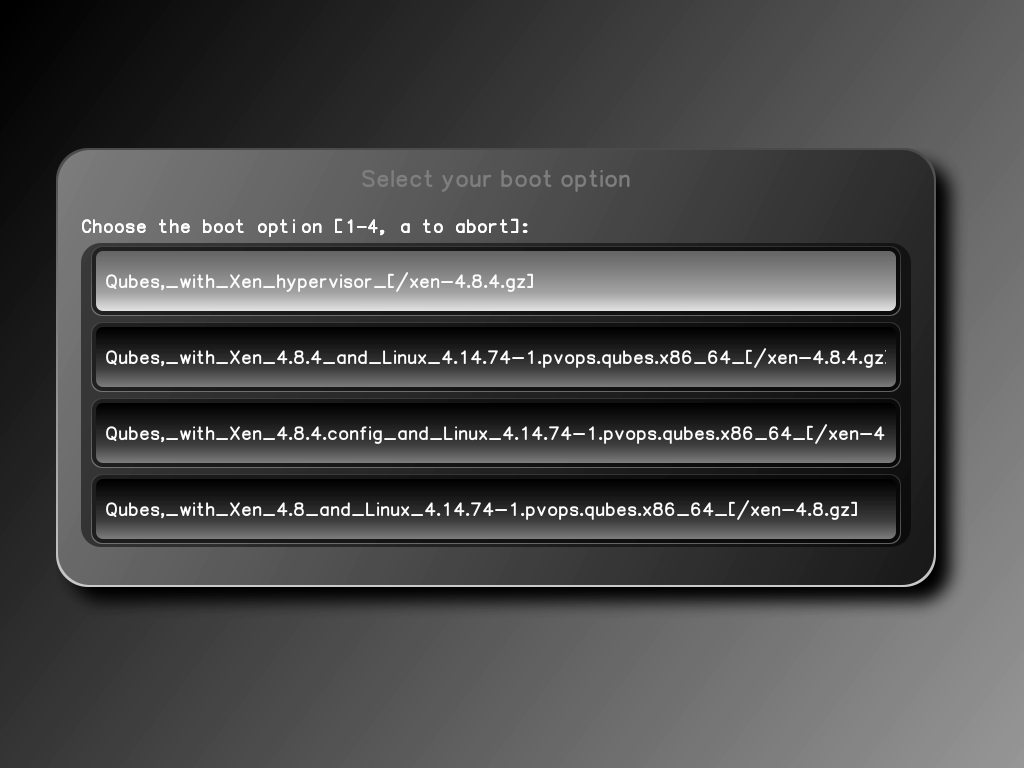 Select your boot option
Choose the boot option [1-4, a to abort]:
Qubes,_with_Xen_hypervisor_[/xen-4.8.4.gz]
Qubes,_with_Xen_4.8.4_and_Linux_4.14.74-1.pvops.qubes.x86_64_[/xen-4.8.4.gz]
Qubes,_with_Xen_4.8.4.config_and_Linux_4.14.74-1.pvops.qubes.x86_64_[/xen-4
Qubes,_with_Xen_4.8_and_Linux_4.14.74-1.pvops.qubes.x86_64_[/xen-4.8.gz]